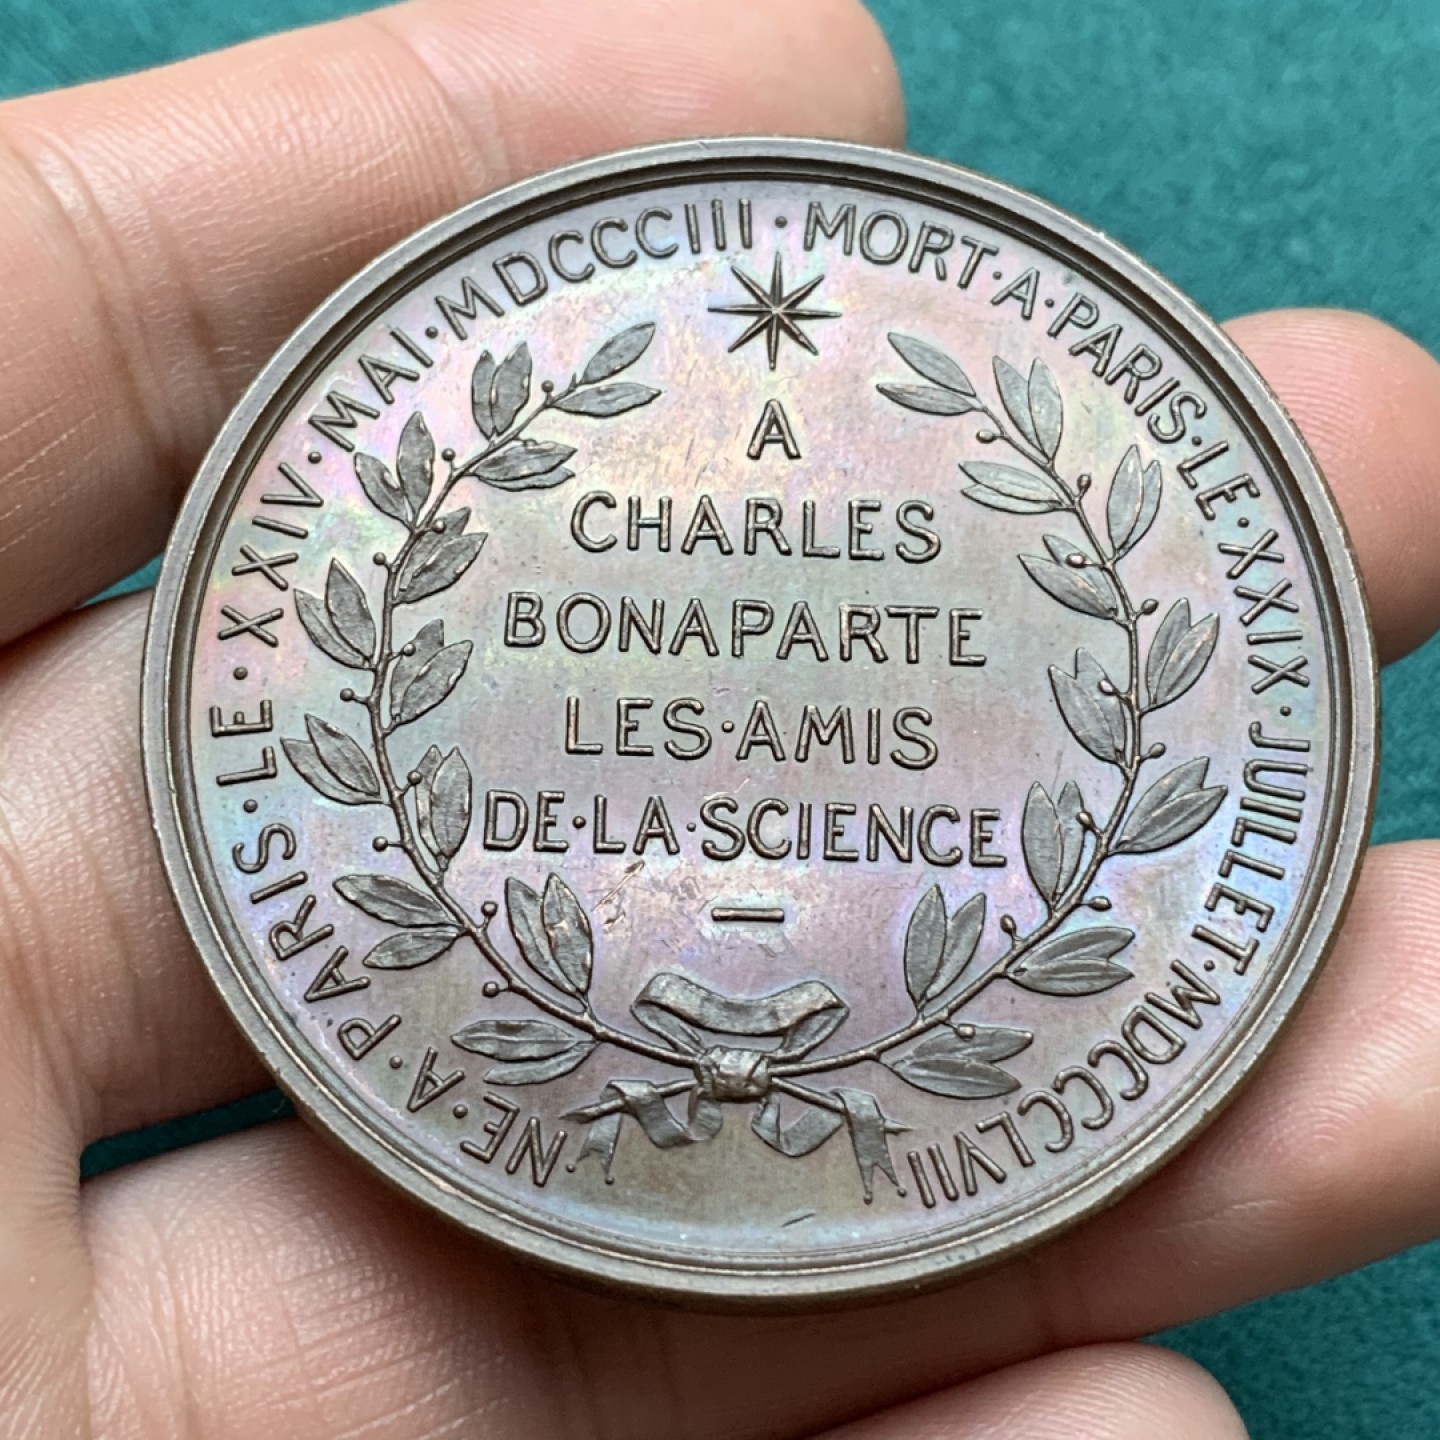 NE·A·PARIS·LE·XXIV·MAI·MDCCCIII·MORT·A·PARIS·LE·XXIX·JUILLET·MDCCCLVII
A
CHARLES
BONAPARTE
LES·AMIS
DE·LA·SCIENCE